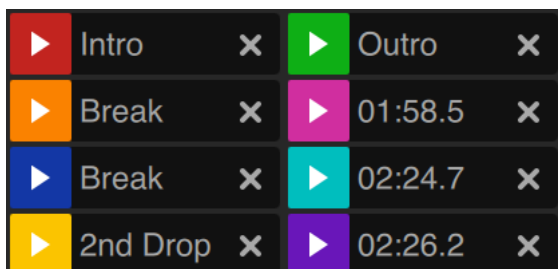 Intro
Outro
Break
01:58.5
Break
02:24.7
2nd Drop
02:26.2